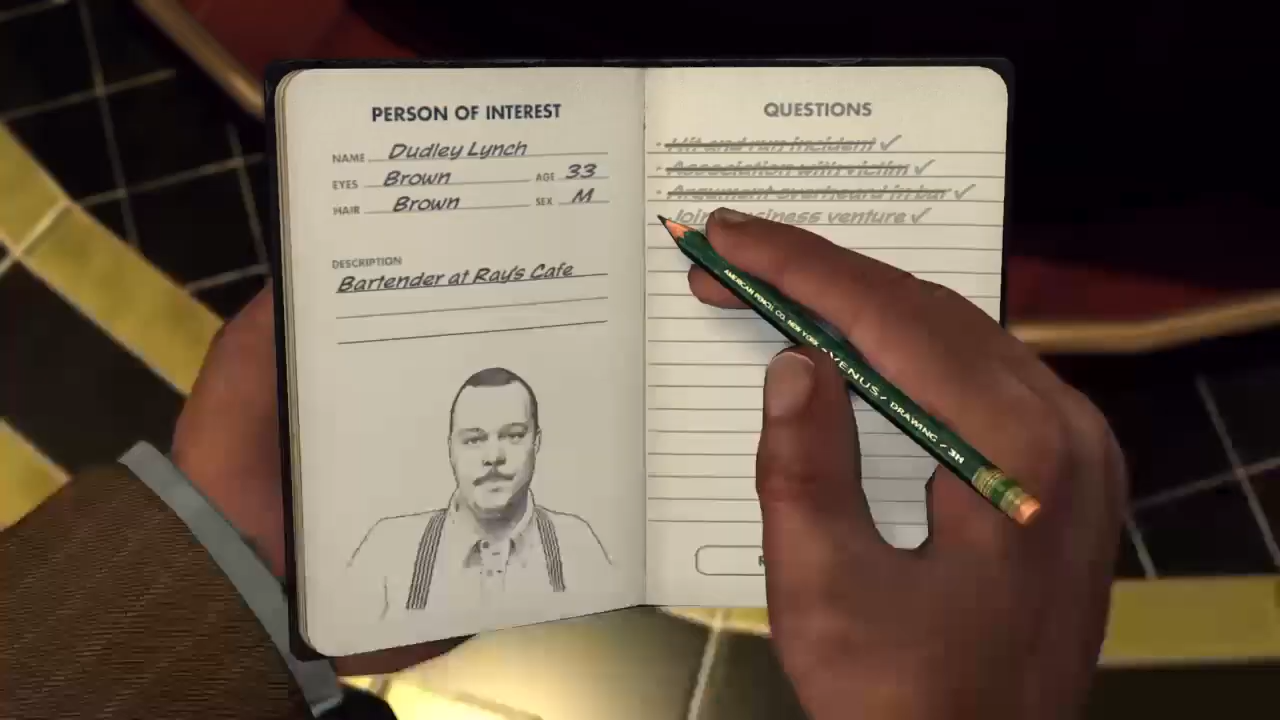 PERSON OF INTEREST
NAME Dudley Lynch
EYES Brown AGE 33
HAIR Brown SEX M
DESCRIPTION
Bartender at Ray's Cafe
QUESTIONS
Hit and run incident ✓
Association with victim ✓
Argument overheard in bar ✓
Joint business venture ✓
AMERICAN PENCIL CO. NEW YORK VENUS / DRAWING / 3H